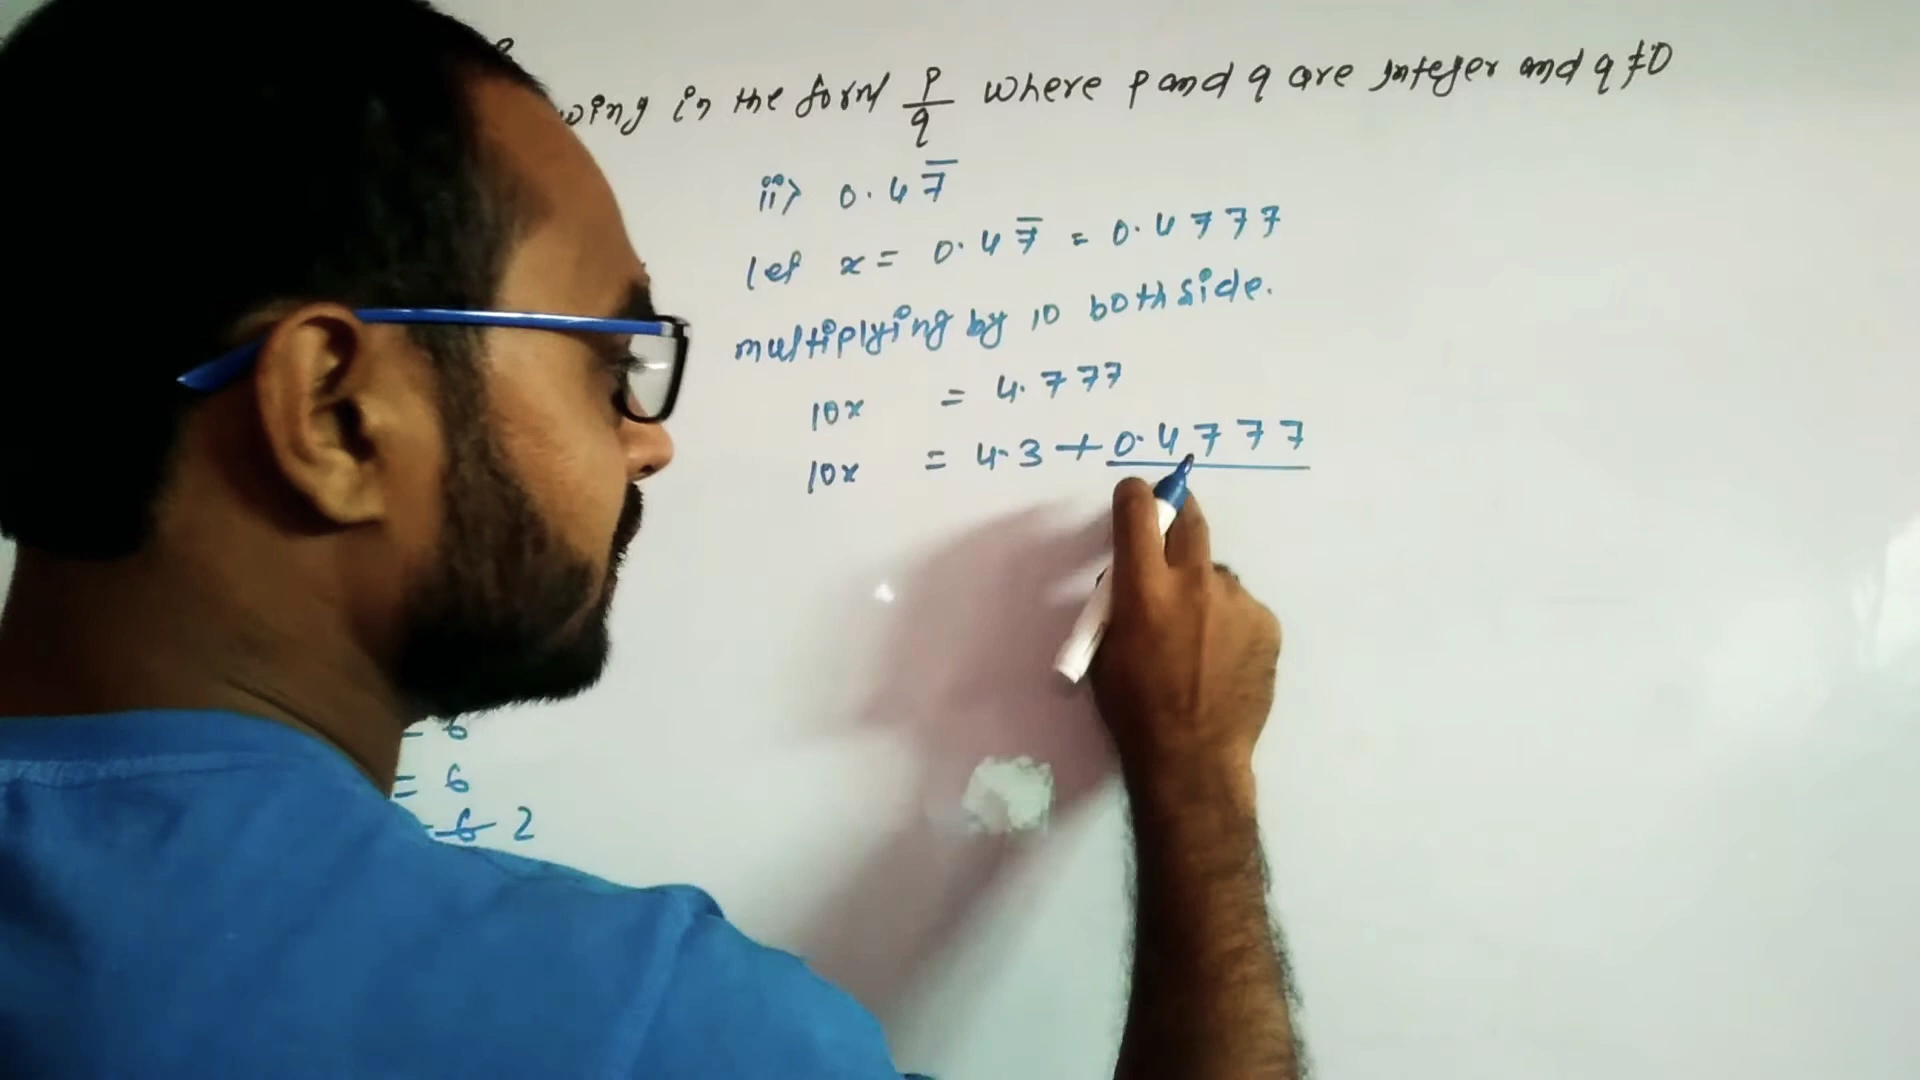 in the form p/q where p and q are integer and q ≠ 0
ii> 0.47̅
let x = 0.47̅ = 0.4777
multiplying by 10 both side.
10x = 4.777
10x = 4.3 + 0.4777
= 6
= 6
6 2